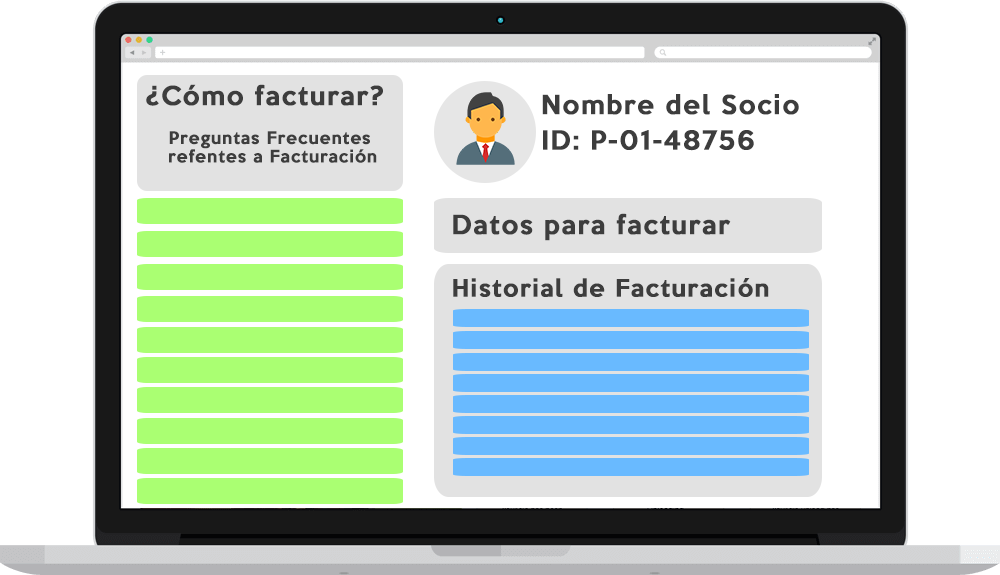 ¿Cómo facturar?
Preguntas Frecuentes
refentes a Facturación
Nombre del Socio
ID: P-01-48756
Datos para facturar
Historial de Facturación